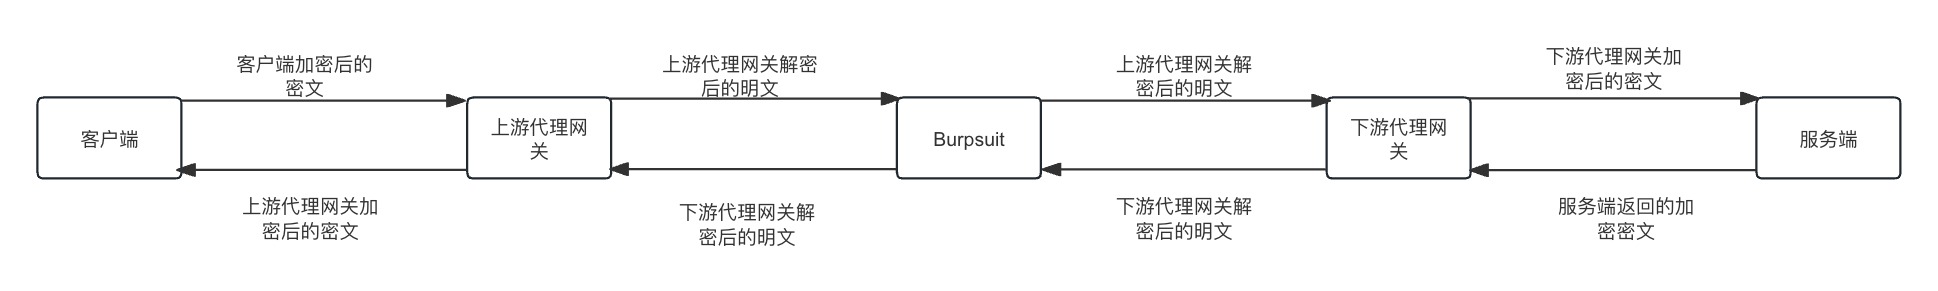 客户端加密后的
密文
上游代理网关解密
后的明文
上游代理网关解
密后的明文
下游代理网关加
密后的密文
客户端
上游代理网
关
Burpsuit
下游代理网
关
服务端
上游代理网关加
密后的密文
下游代理网关解
密后的明文
下游代理网关解
密后的明文
服务端返回的加
密密文